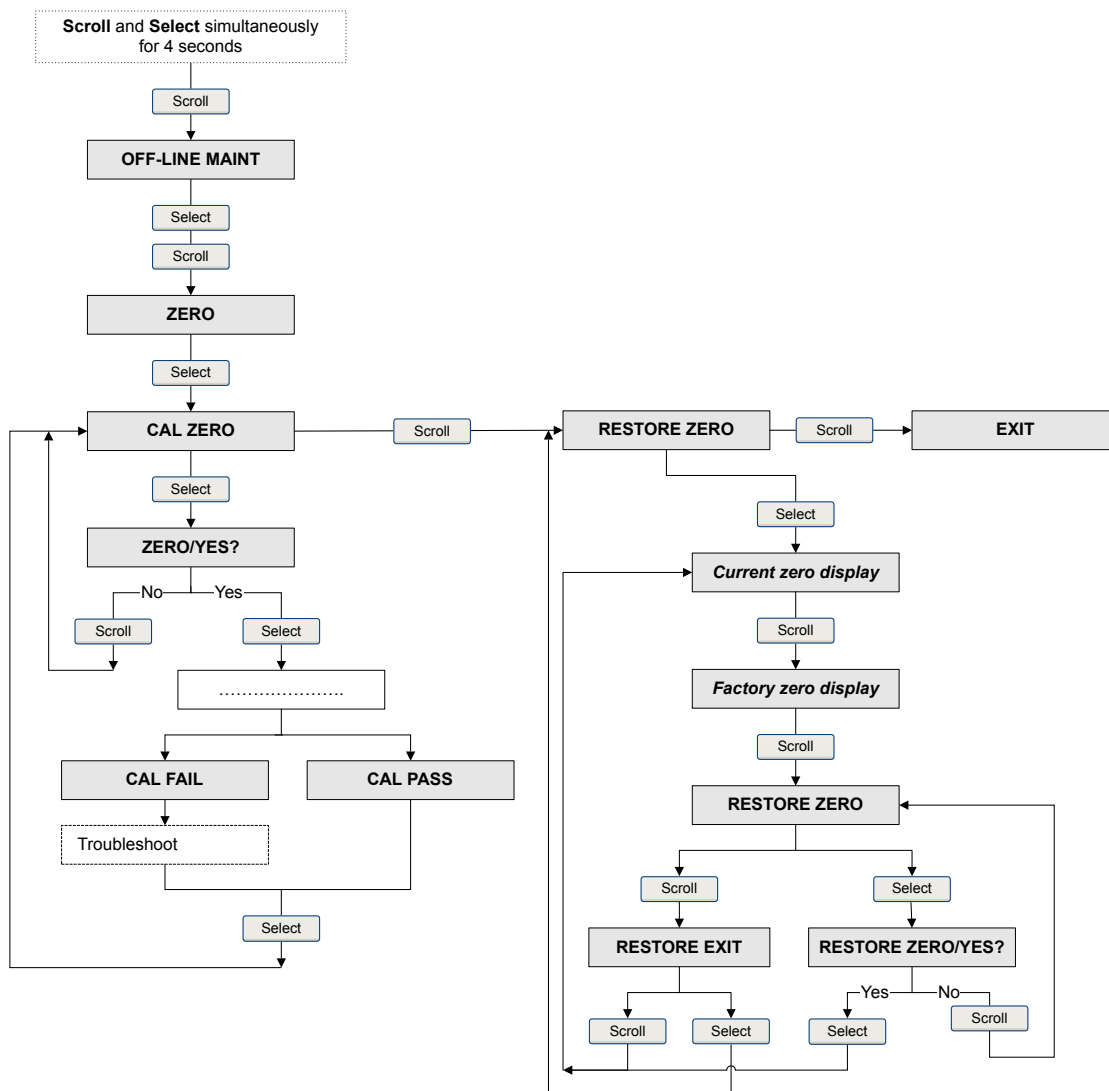 Scroll and Select simultaneously
for 4 seconds
Scroll
OFF-LINE MAINT
Select
Scroll
ZERO
Select
CAL ZERO
Scroll
RESTORE ZERO
Scroll
EXIT
Select
ZERO/YES?
No
Yes
Scroll
Select
…………………..
CAL FAIL
CAL PASS
Troubleshoot
Select
Select
Current zero display
Scroll
Factory zero display
Scroll
RESTORE ZERO
Scroll
Select
RESTORE EXIT
RESTORE ZERO/YES?
Yes
No
Scroll
Select
Select
Scroll